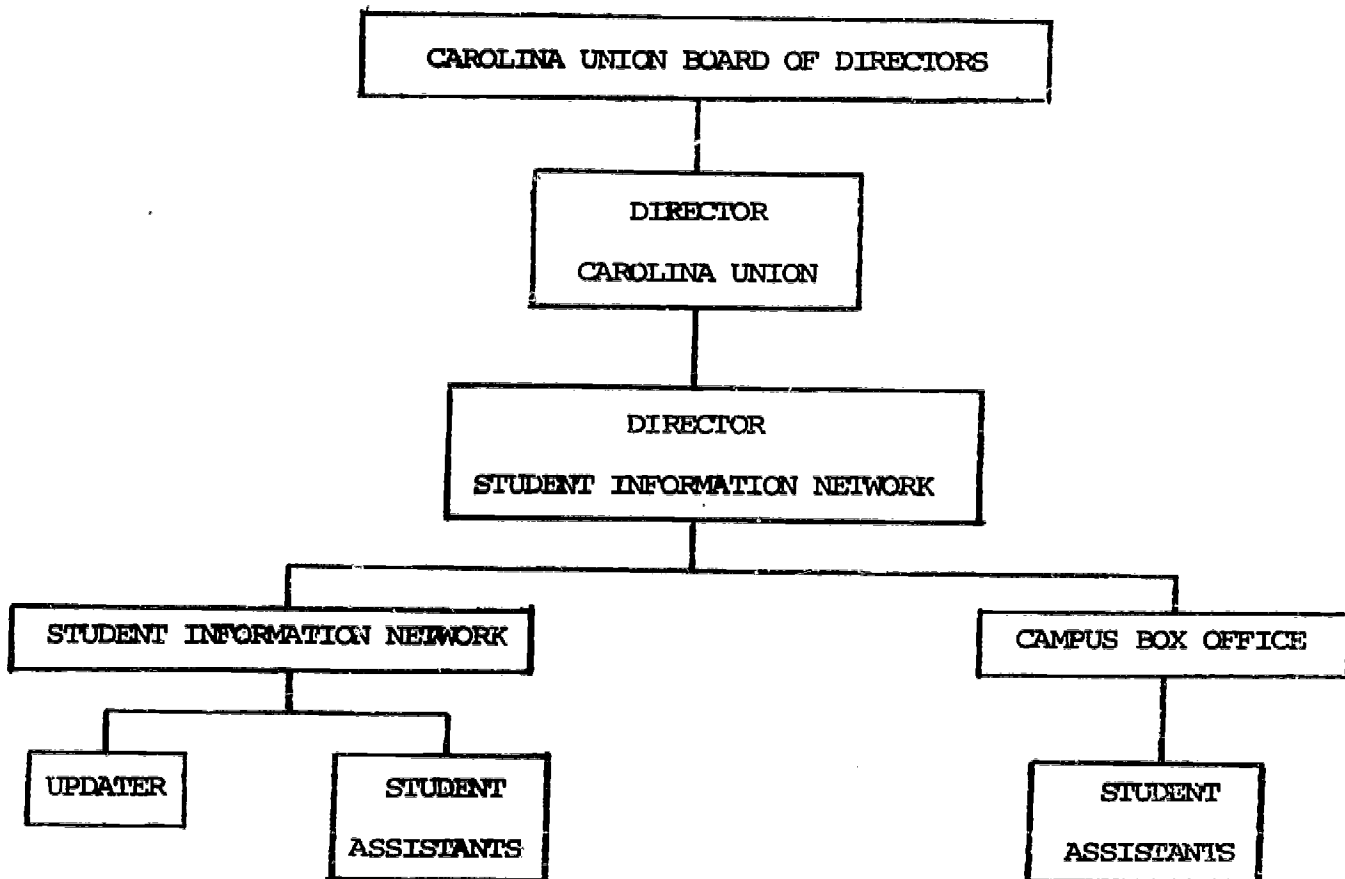 CAROLINA UNION BOARD OF DIRECTORS
DIRECTOR
CAROLINA UNION
DIRECTOR
STUDENT INFORMATION NETWORK
STUDENT INFORMATION NETWORK
CAMPUS BOX OFFICE
UPDATER
STUDENT
ASSISTANTS
STUDENT
ASSISTANTS